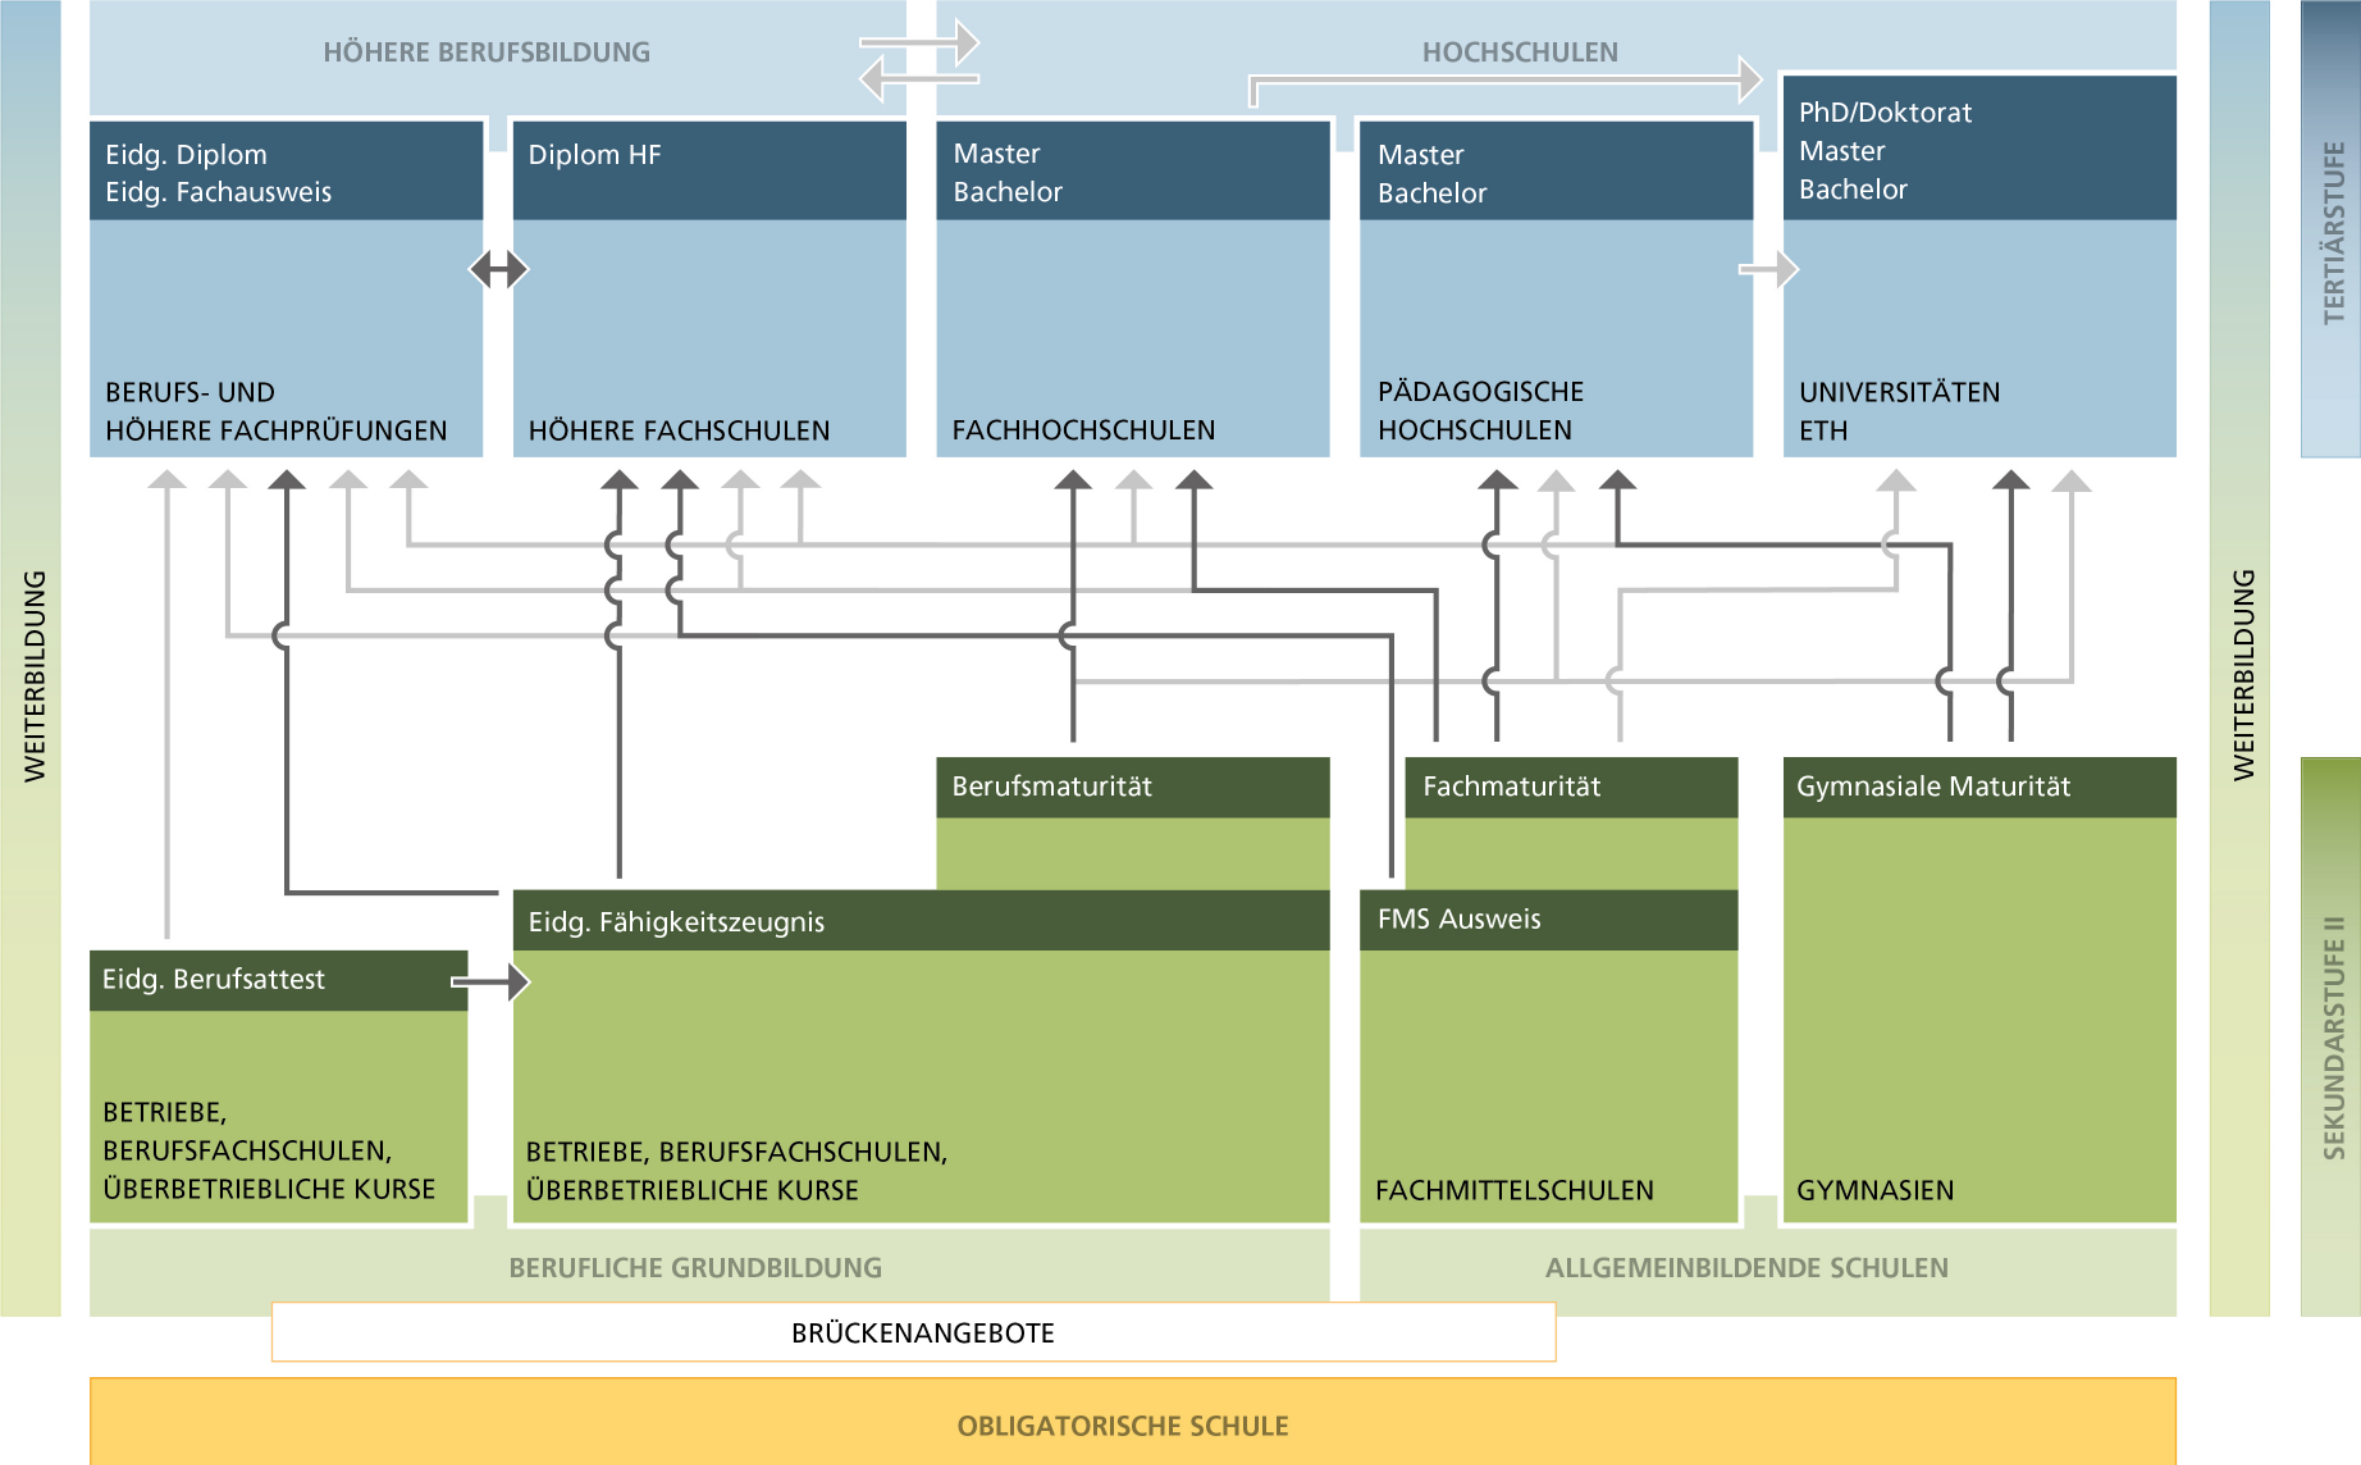 HÖHERE BERUFSBILDUNG
HOCHSCHULEN
Eidg. Diplom
Eidg. Fachausweis
BERUFS- UND
HÖHERE FACHPRÜFUNGEN
Diplom HF
HÖHERE FACHSCHULEN
Master
Bachelor
FACHHOCHSCHULEN
Master
Bachelor
PÄDAGOGISCHE
HOCHSCHULEN
PhD/Doktorat
Master
Bachelor
UNIVERSITÄTEN
ETH
TERTIÄRSTUFE
WEITERBILDUNG
WEITERBILDUNG
Berufsmaturität
Fachmaturität
Gymnasiale Maturität
Eidg. Fähigkeitszeugnis
FMS Ausweis
Eidg. Berufsattest
BETRIEBE,
BERUFSFACHSCHULEN,
ÜBERBETRIEBLICHE KURSE
BETRIEBE, BERUFSFACHSCHULEN,
ÜBERBETRIEBLICHE KURSE
FACHMITTELSCHULEN
GYMNASIEN
SEKUNDARSTUFE II
BERUFLICHE GRUNDBILDUNG
ALLGEMEINBILDENDE SCHULEN
BRÜCKENANGEBOTE
OBLIGATORISCHE SCHULE